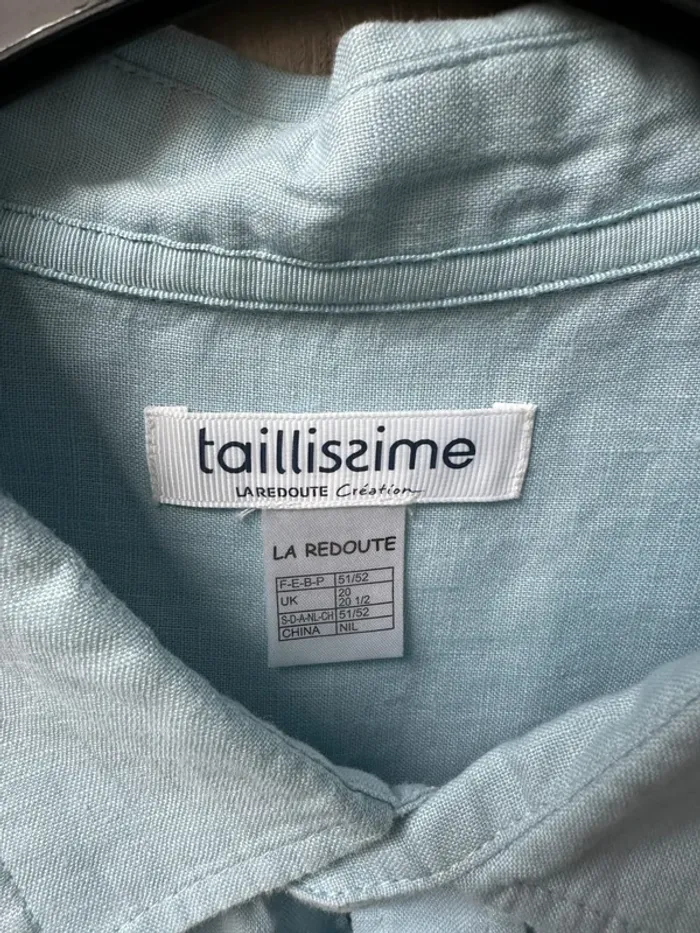 taillissime
LA REDOUTE Création
LA REDOUTE
F-E-B-P 51/52
UK 20
20 1/2
S-D-A-NL-CH 51/52
CHINA NIL